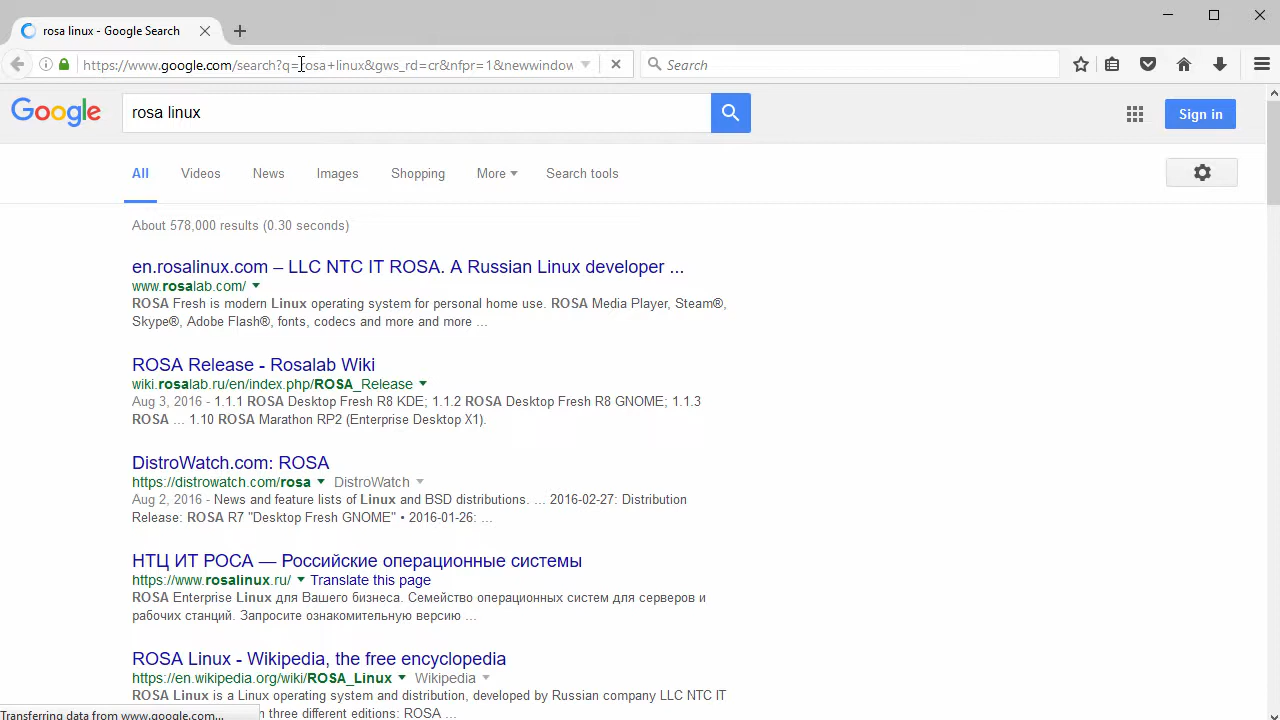 rosa linux - Google Search
https://www.google.com/search?q=rosa+linux&gws_rd=cr&nfpr=1&newwindow
Search
Google
rosa linux
Sign in
All
Videos
News
Images
Shopping
More
Search tools
About 578,000 results (0.30 seconds)
en.rosalinux.com – LLC NTC IT ROSA. A Russian Linux developer ...
www.rosalab.com/
ROSA Fresh is modern Linux operating system for personal home use. ROSA Media Player, Steam®,
Skype®, Adobe Flash®, fonts, codecs and more and more ...
ROSA Release - Rosalab Wiki
wiki.rosalab.ru/en/index.php/ROSA_Release
Aug 3, 2016 - 1.1.1 ROSA Desktop Fresh R8 KDE; 1.1.2 ROSA Desktop Fresh R8 GNOME; 1.1.3
ROSA ... 1.10 ROSA Marathon RP2 (Enterprise Desktop X1).
DistroWatch.com: ROSA
https://distrowatch.com/rosa DistroWatch
Aug 2, 2016 - News and feature lists of Linux and BSD distributions. ... 2016-02-27: Distribution
Release: ROSA R7 "Desktop Fresh GNOME" • 2016-01-26: ...
НТЦ ИТ РОСА — Российские операционные системы
https://www.rosalinux.ru/ Translate this page
ROSA Enterprise Linux для Вашего бизнеса. Семейство операционных систем для серверов и
рабочих станций. Запросите ознакомительную версию ...
ROSA Linux - Wikipedia, the free encyclopedia
https://en.wikipedia.org/wiki/ROSA_Linux Wikipedia
ROSA Linux is a Linux operating system and distribution, developed by Russian company LLC NTC IT
three different editions: ROSA ...
Transferring data from www.google.com...